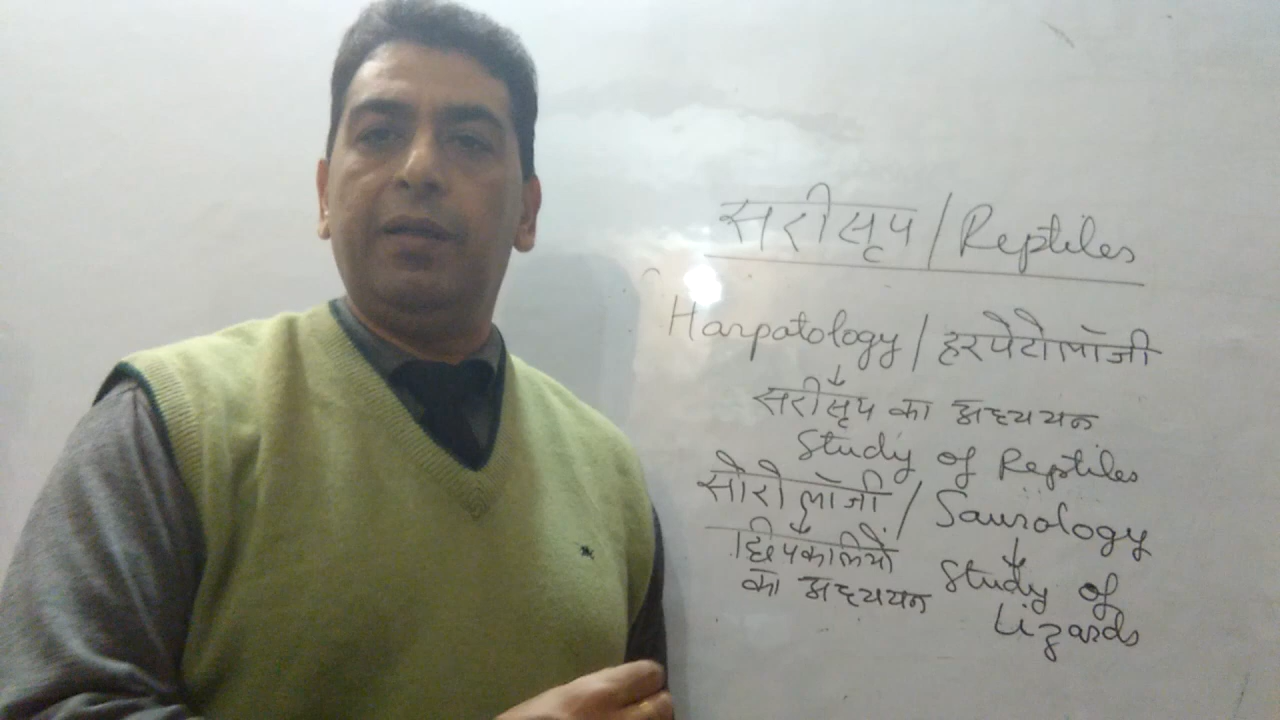 सरीसृप / Reptiles
Harpatology / हरपेटोलॉजी
सरीसृप का अध्ययन
Study of Reptiles
सोरोलॉजी / Saurology
छिपकलियों
का अध्ययन
Study of
Lizards